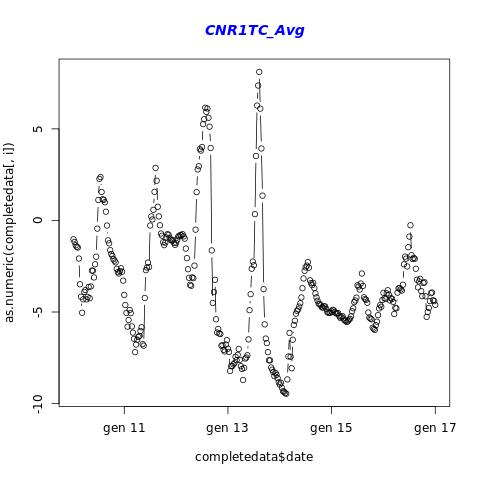 CNR1TC_Avg
as.numeric(completedata[, i])
5
0
-5
-10
gen 11
gen 13
gen 15
gen 17
completedata$date